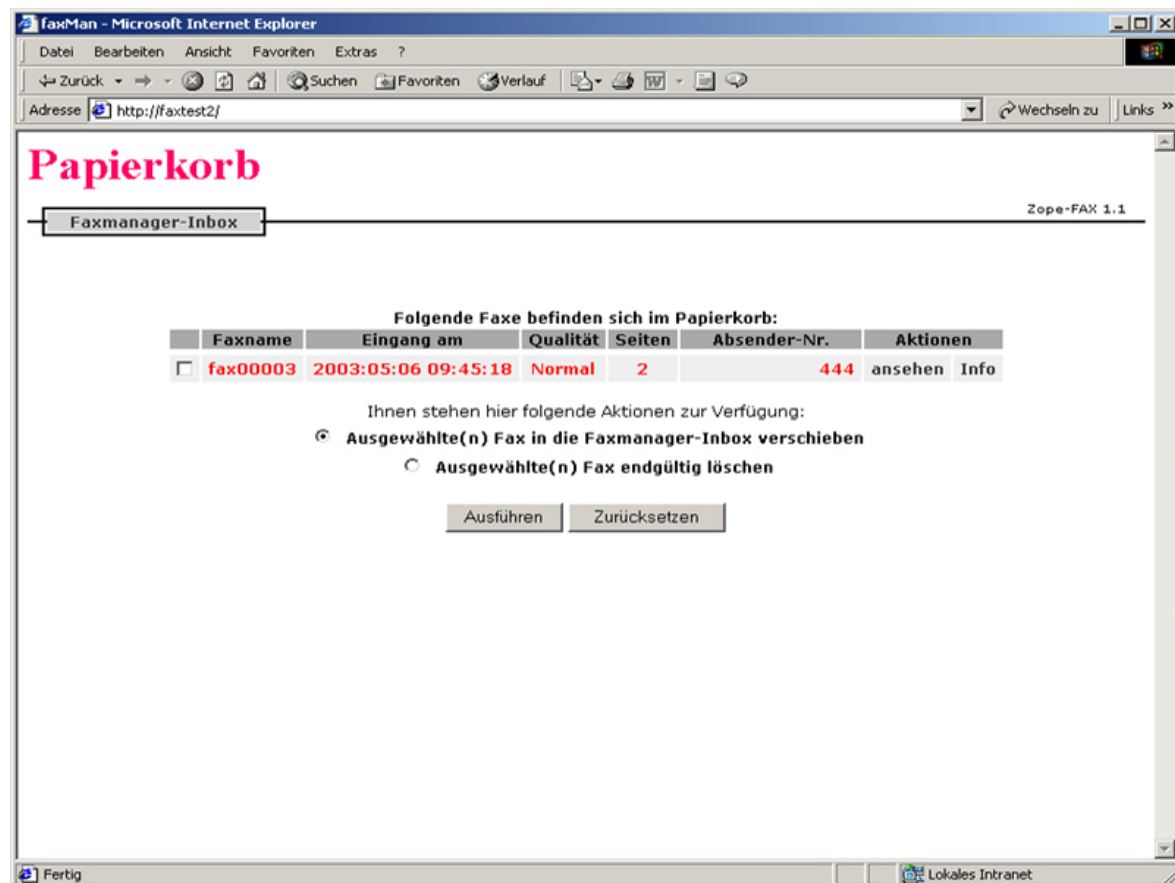 faxMan - Microsoft Internet Explorer
Datei Bearbeiten Ansicht Favoriten Extras ?
Zurück Suchen Favoriten Verlauf
Adresse http://faxtest2/ Wechseln zu Links »
Papierkorb
Zope-FAX 1.1
Faxmanager-Inbox
Folgende Faxe befinden sich im Papierkorb:
Faxname Eingang am Qualität Seiten Absender-Nr. Aktionen
fax00003 2003:05:06 09:45:18 Normal 2 444 ansehen Info
Ihnen stehen hier folgende Aktionen zur Verfügung:
Ausgewählte(n) Fax in die Faxmanager-Inbox verschieben
Ausgewählte(n) Fax endgültig löschen
Ausführen Zurücksetzen
Fertig Lokales Intranet